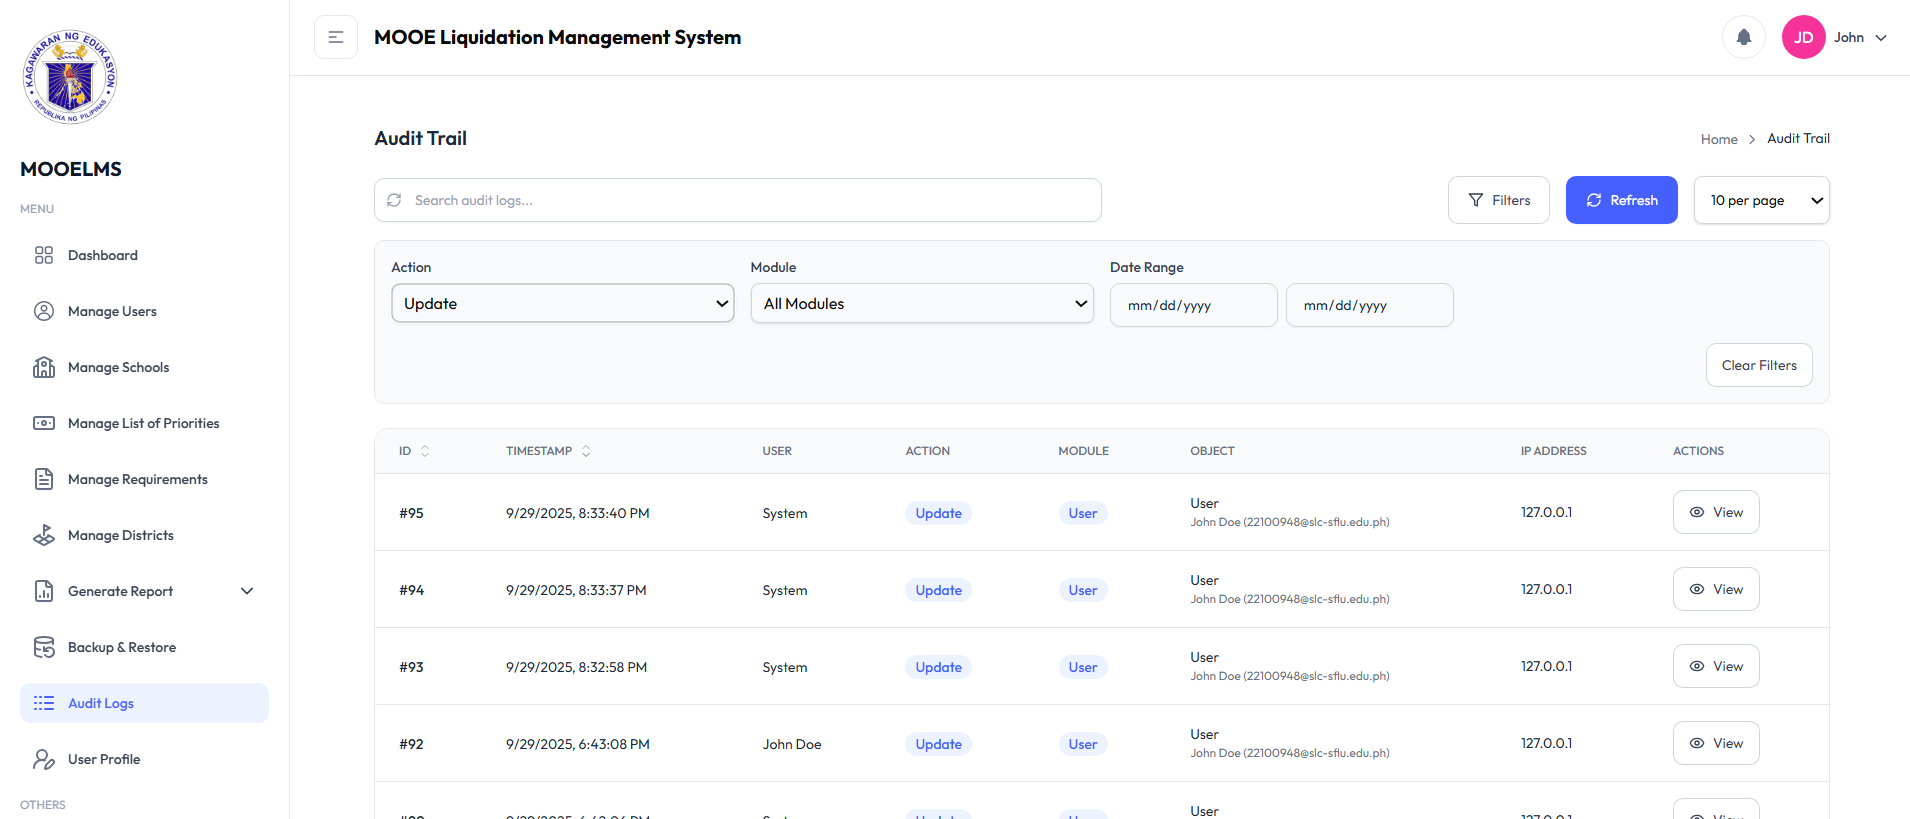 KAGAWARAN NG EDUKASYON
REPUBLIKA NG PILIPINAS
MOOELMS
MENU
Dashboard
Manage Users
Manage Schools
Manage List of Priorities
Manage Requirements
Manage Districts
Generate Report
Backup & Restore
Audit Logs
User Profile
OTHERS
MOOE Liquidation Management System
JD John
Audit Trail
Home > Audit Trail
Search audit logs...
Filters Refresh 10 per page
Action Module Date Range
Update All Modules mm/dd/yyyy mm/dd/yyyy
Clear Filters
ID TIMESTAMP USER ACTION MODULE OBJECT IP ADDRESS ACTIONS
#95 9/29/2025, 8:33:40 PM System Update User User 127.0.0.1 View
John Doe (22100948@slc-sflu.edu.ph)
#94 9/29/2025, 8:33:37 PM System Update User User 127.0.0.1 View
John Doe (22100948@slc-sflu.edu.ph)
#93 9/29/2025, 8:32:58 PM System Update User User 127.0.0.1 View
John Doe (22100948@slc-sflu.edu.ph)
#92 9/29/2025, 6:43:08 PM John Doe Update User User 127.0.0.1 View
John Doe (22100948@slc-sflu.edu.ph)
User